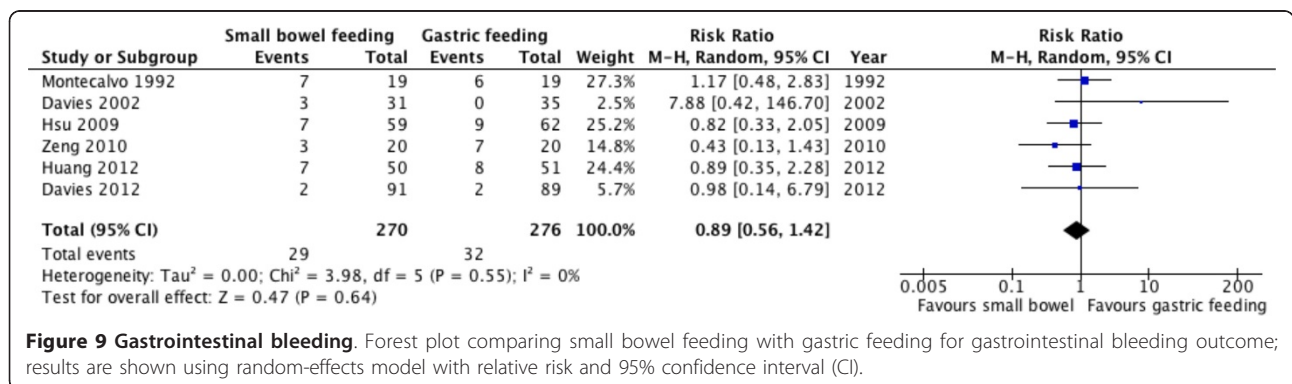 Small bowel feeding Gastric feeding Risk Ratio Risk Ratio
Study or Subgroup Events Total Events Total Weight M-H, Random, 95% CI Year M-H, Random, 95% CI
Montecalvo 1992 7 19 6 19 27.3% 1.17 [0.48, 2.83] 1992
Davies 2002 3 31 0 35 2.5% 7.88 [0.42, 146.70] 2002
Hsu 2009 7 59 9 62 25.2% 0.82 [0.33, 2.05] 2009
Zeng 2010 3 20 7 20 14.8% 0.43 [0.13, 1.43] 2010
Huang 2012 7 50 8 51 24.4% 0.89 [0.35, 2.28] 2012
Davies 2012 2 91 2 89 5.7% 0.98 [0.14, 6.79] 2012
Total (95% CI) 270 276 100.0% 0.89 [0.56, 1.42]
Total events 29 32
Heterogeneity: Tau² = 0.00; Chi² = 3.98, df = 5 (P = 0.55); I² = 0%
Test for overall effect: Z = 0.47 (P = 0.64)
0.005 0.1 1 10 200
Favours small bowel Favours gastric feeding
Figure 9 Gastrointestinal bleeding. Forest plot comparing small bowel feeding with gastric feeding for gastrointestinal bleeding outcome;
results are shown using random-effects model with relative risk and 95% confidence interval (CI).